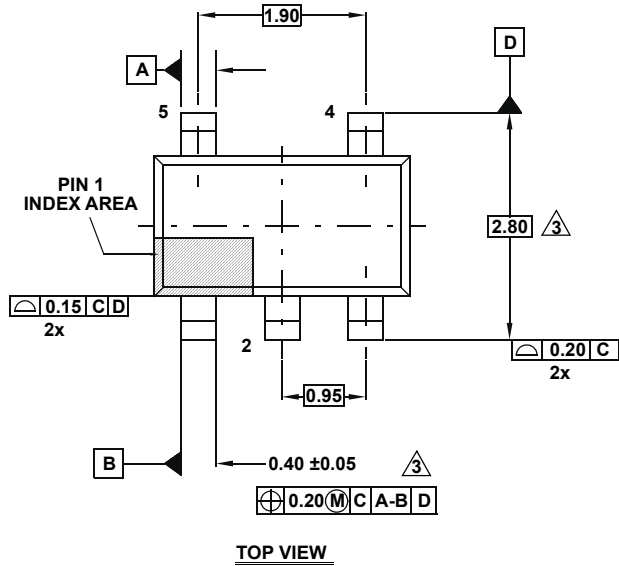 1.90
D
A
5
4
PIN 1
INDEX AREA
2.80 3
0.15 C D
2x
2
0.20 C
2x
0.95
B
0.40 ±0.05 3
⌖ 0.20 Ⓜ C A-B D
TOP VIEW